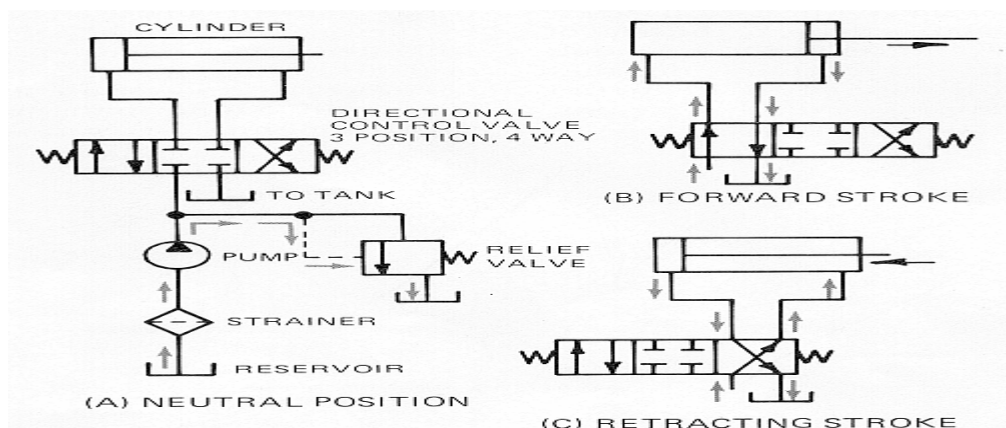 CYLINDER
DIRECTIONAL
CONTROL VALVE
3 POSITION, 4 WAY
TO TANK
PUMP
RELIEF
VALVE
STRAINER
RESERVOIR
(A) NEUTRAL POSITION
(B) FORWARD STROKE
(C) RETRACTING STROKE